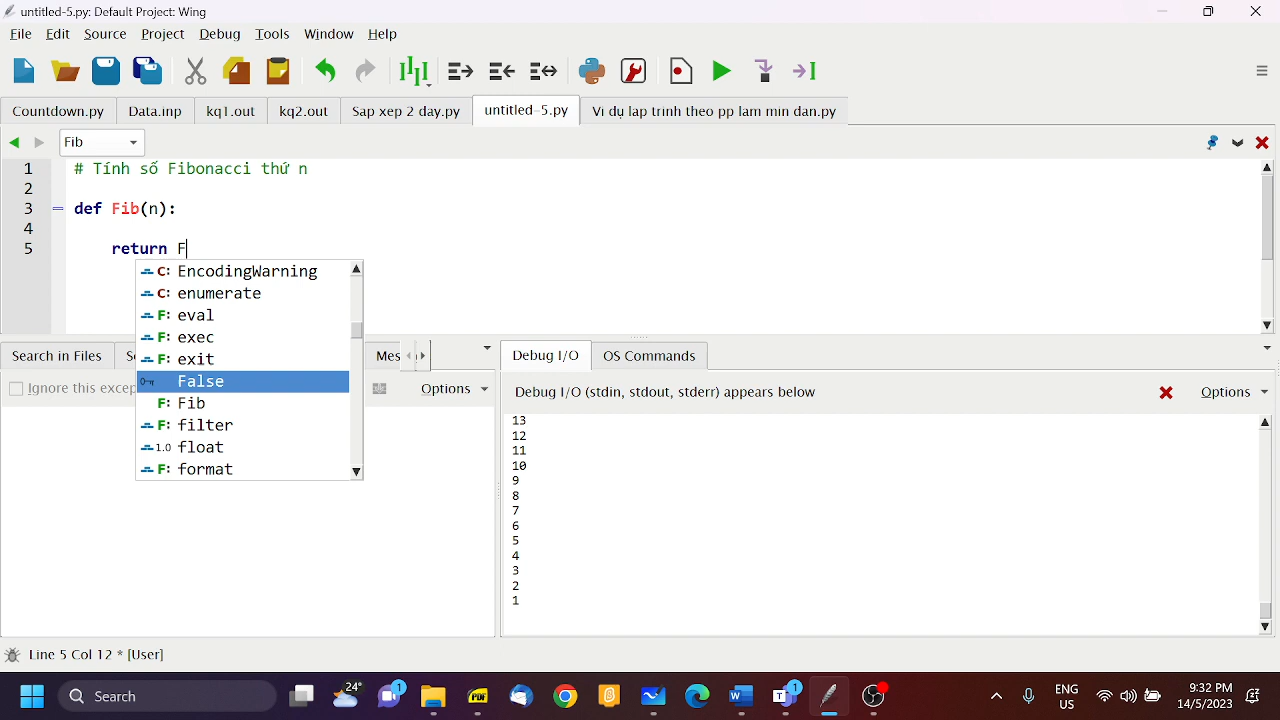 untitled-5.py: Default Project: Wing
File Edit Source Project Debug Tools Window Help
Countdown.py Data.inp kq1.out kq2.out Sap xep 2 day.py untitled-5.py Vi dụ lap trinh theo pp lam min dan.py
Fib
1 # Tính số Fibonacci thứ n
2
3 def Fib(n):
4
5 return F
C: EncodingWarning
C: enumerate
F: eval
F: exec
F: exit
False
F: Fib
F: filter
1.0 float
F: format
Search in Files Mes
Ignore this excep Options
Debug I/O OS Commands
Debug I/O (stdin, stdout, stderr) appears below Options
13
12
11
10
9
8
7
6
5
4
3
2
1
Line 5 Col 12 * [User]
Search 24° 1 PDF 1 ENG US 9:32 PM 14/5/2023